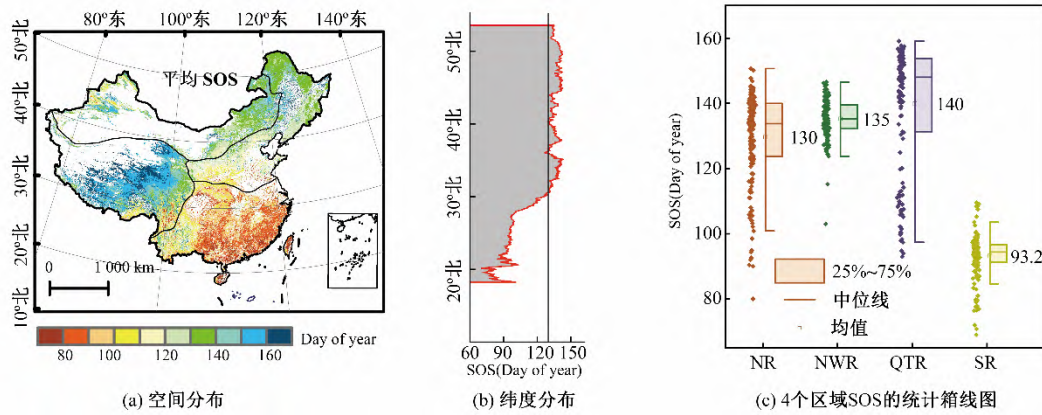 80°东 100°东 120°东 140°东
50°北
40°北
30°北
20°北
10°北
平均 SOS
0 1 000 km
80 100 120 140 160
Day of year
(a) 空间分布
50°北
40°北
30°北
20°北
60 90 120 150
SOS(Day of year)
(b) 纬度分布
SOS(Day of year)
160
140
120
100
80
130
135
140
93.2
25%~75%
中位线
均值
NR NWR QTR SR
(c) 4个区域SOS的统计箱线图